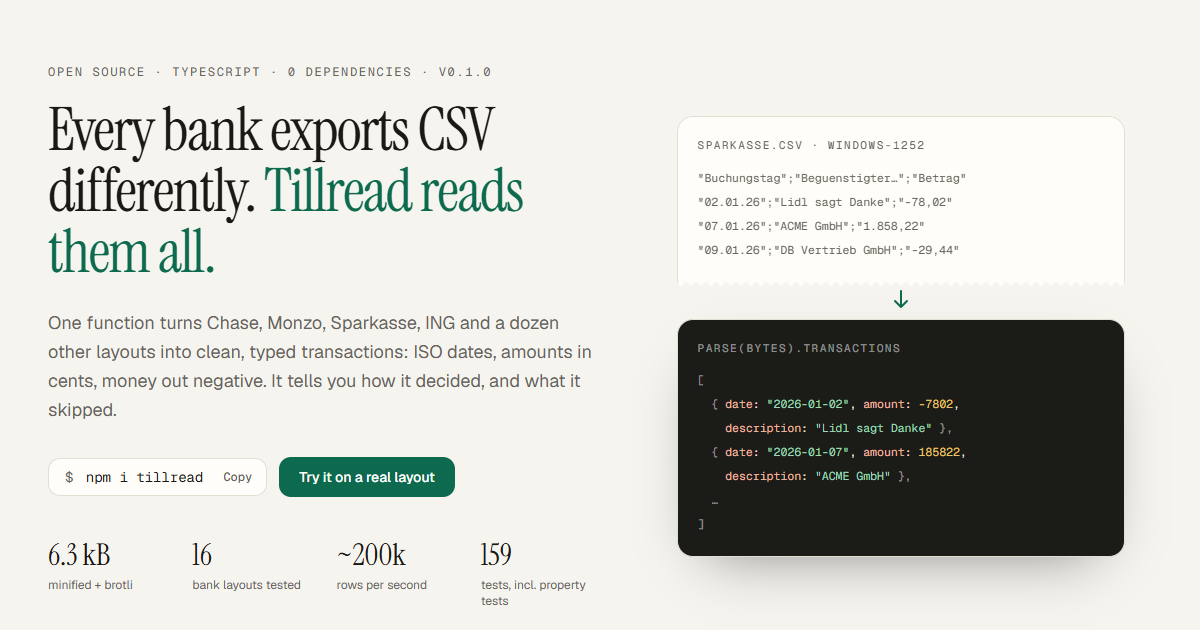 OPEN SOURCE · TYPESCRIPT · 0 DEPENDENCIES · V0.1.0
Every bank exports CSV
differently. Tillread reads
them all.
One function turns Chase, Monzo, Sparkasse, ING and a dozen
other layouts into clean, typed transactions: ISO dates, amounts in
cents, money out negative. It tells you how it decided, and what it
skipped.
$ npm i tillread Copy
Try it on a real layout
6.3 kB
minified + brotli
16
bank layouts tested
~200k
rows per second
159
tests, incl. property
tests
SPARKASSE.CSV · WINDOWS-1252
"Buchungstag";"Beguenstigter…";"Betrag"
"02.01.26";"Lidl sagt Danke";"-78,02"
"07.01.26";"ACME GmbH";"1.858,22"
"09.01.26";"DB Vertrieb GmbH";"-29,44"
↓
PARSE(BYTES).TRANSACTIONS
[
{ date: "2026-01-02", amount: -7802,
description: "Lidl sagt Danke" },
{ date: "2026-01-07", amount: 185822,
description: "ACME GmbH" },
…
]